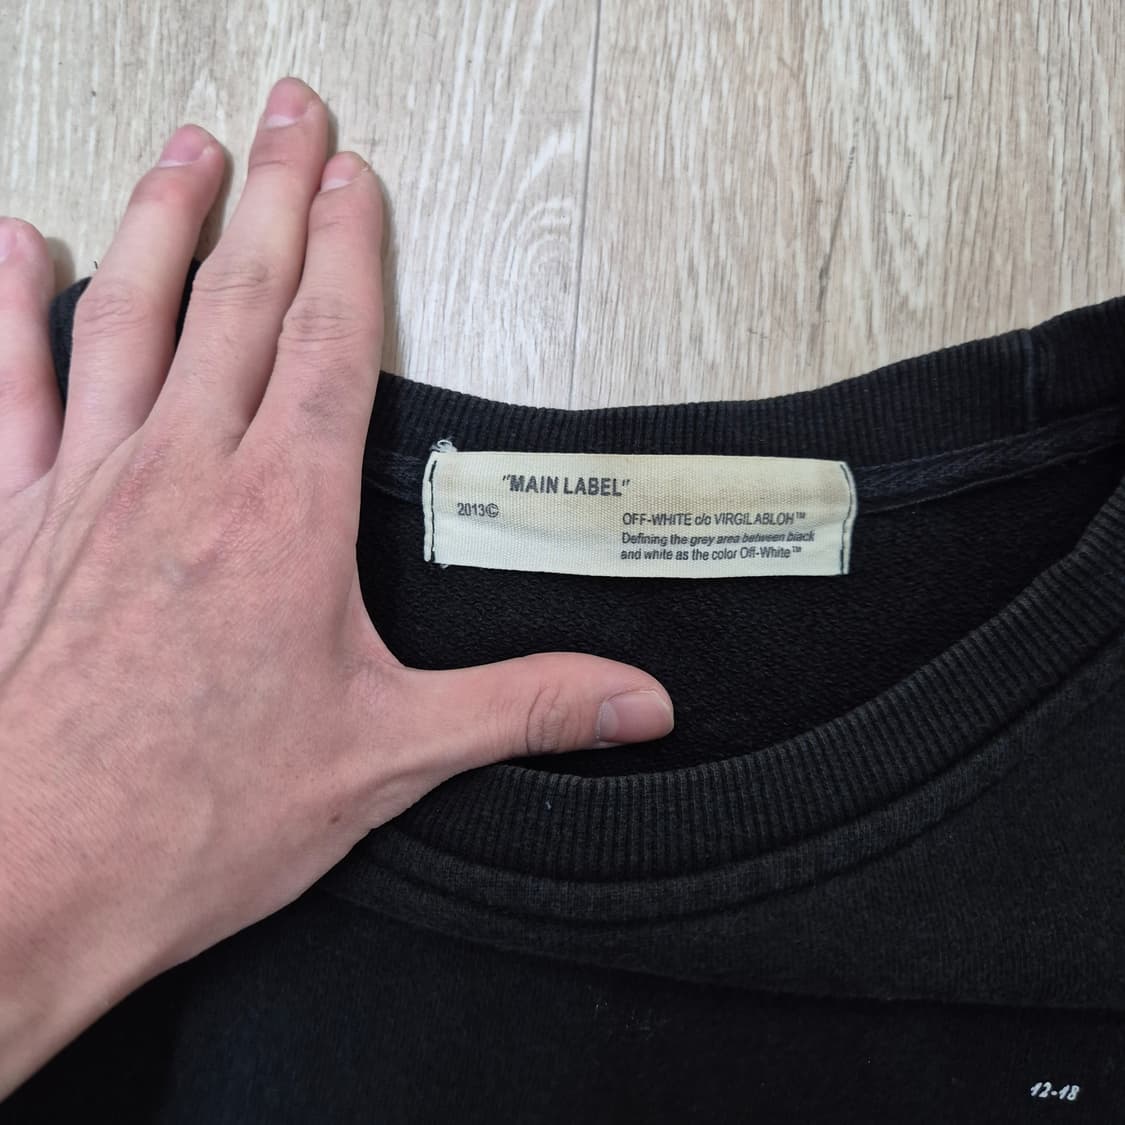 "MAIN LABEL"
2013©
OFF-WHITE c/o VIRGIL ABLOH™
Defining the grey area between black
and white as the color Off-White™
12-18